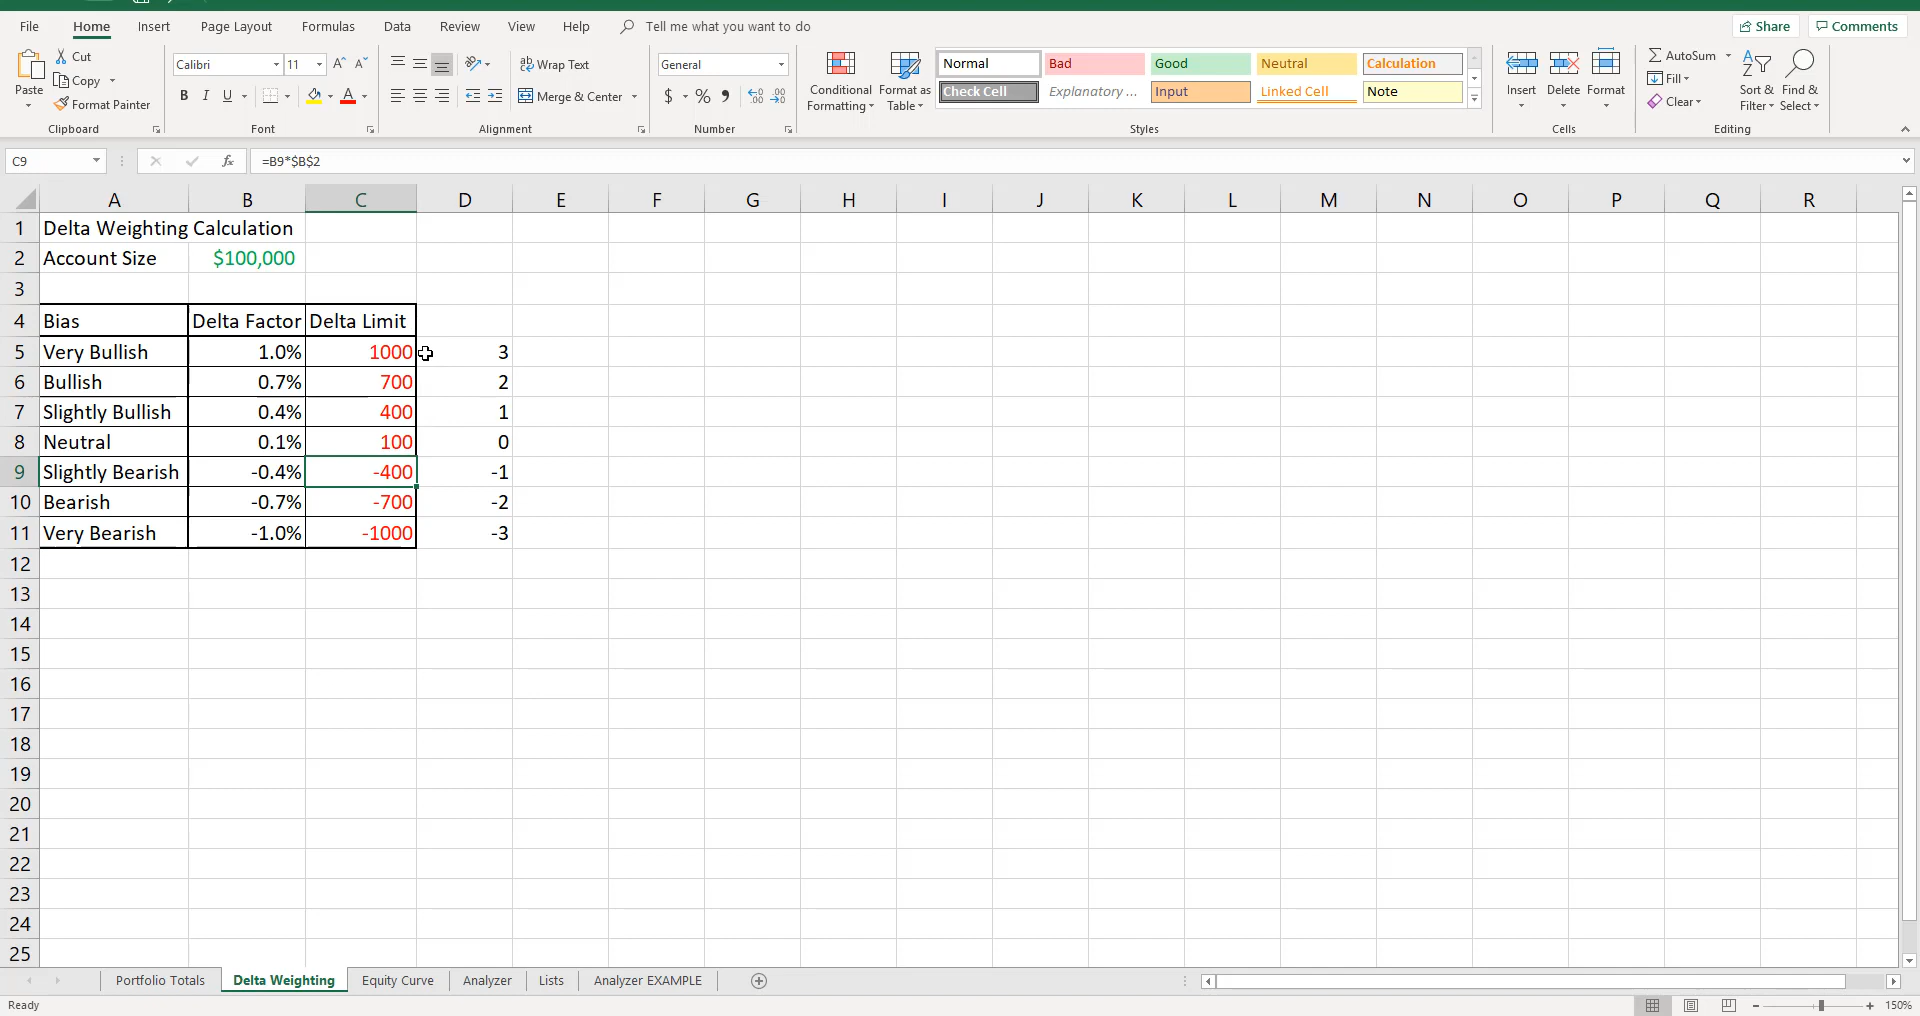 File Home Insert Page Layout Formulas Data Review View Help Tell me what you want to do Share Comments
Paste Cut Copy Format Painter Clipboard
Calibri 11 A A B I U A Font
ab Wrap Text Merge & Center Alignment
General $ % 9 .00 .00 Number
Conditional Formatting Format as Table
Normal Bad Good Neutral Calculation
Check Cell Explanatory ... Input Linked Cell Note
Styles
Insert Delete Format Cells
AutoSum Fill Clear Sort & Filter Find & Select Editing
C9 fx =B9*$B$2
A B C D E F G H I J K L M N O P Q R
1 Delta Weighting Calculation
2 Account Size $100,000
3
4 Bias Delta Factor Delta Limit
5 Very Bullish 1.0% 1000 3
6 Bullish 0.7% 700 2
7 Slightly Bullish 0.4% 400 1
8 Neutral 0.1% 100 0
9 Slightly Bearish -0.4% -400 -1
10 Bearish -0.7% -700 -2
11 Very Bearish -1.0% -1000 -3
12
13
14
15
16
17
18
19
20
21
22
23
24
25
Portfolio Totals Delta Weighting Equity Curve Analyzer Lists Analyzer EXAMPLE
Ready 150%